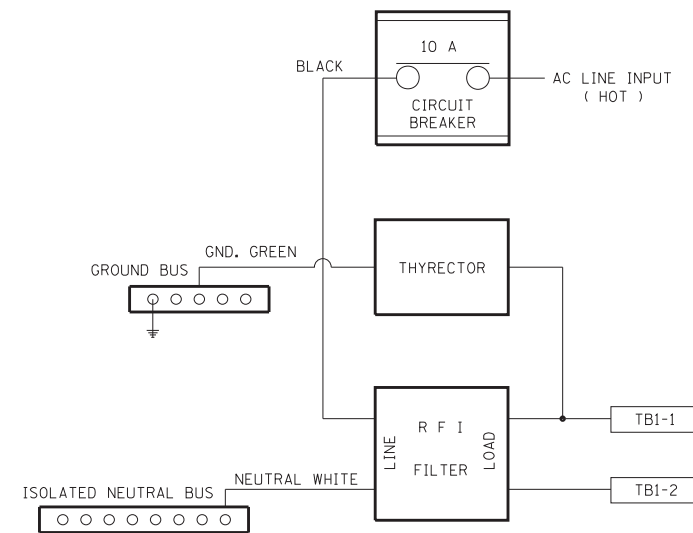 10 A
BLACK
AC LINE INPUT
( HOT )
CIRCUIT
BREAKER
GND. GREEN
GROUND BUS
THYRECTOR
R F I
FILTER
LINE
LOAD
TB1-1
NEUTRAL WHITE
ISOLATED NEUTRAL BUS
TB1-2